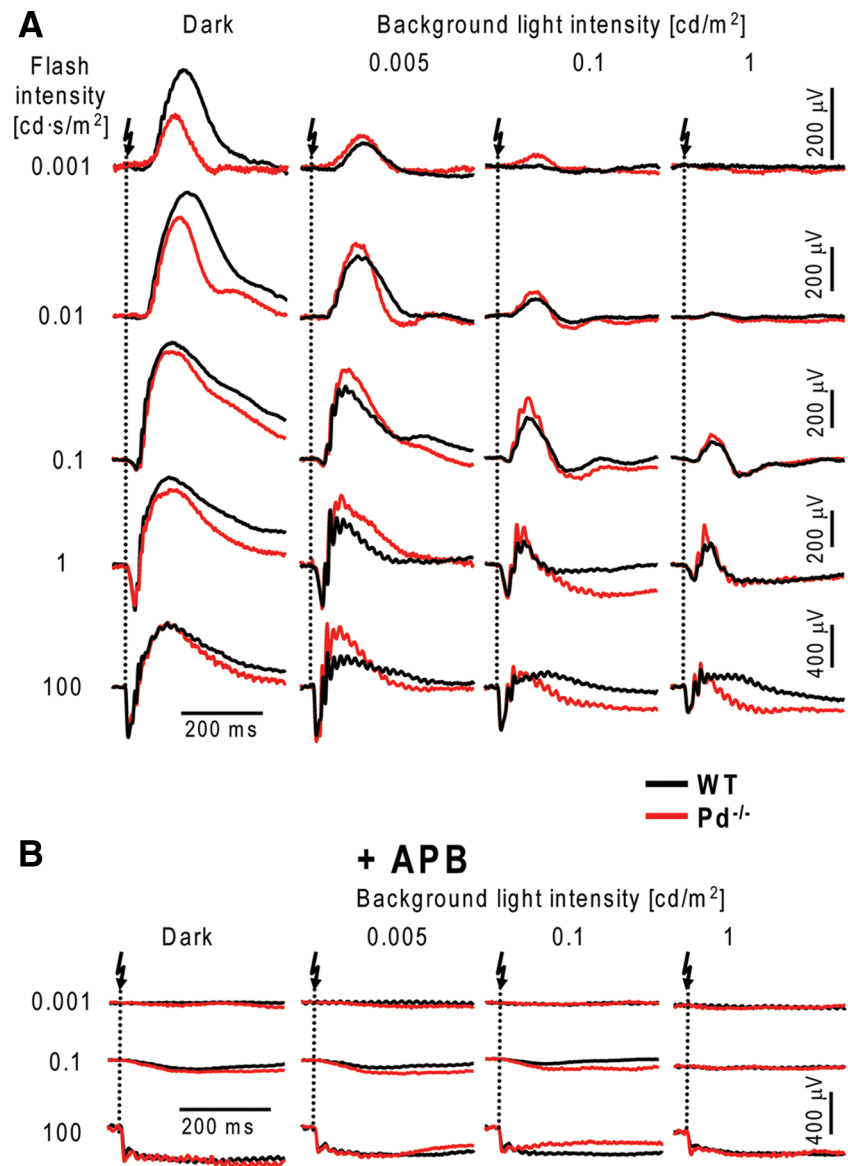 A
Dark
Background light intensity [cd/m²]
Flash intensity [cd·s/m²]
0.005
0.1
1
0.001
200 µV
0.01
200 µV
0.1
200 µV
1
200 µV
100
400 µV
200 ms
WT
Pd⁻/⁻
B
+ APB
Background light intensity [cd/m²]
Dark
0.005
0.1
1
0.001
0.1
100
200 ms
400 µV